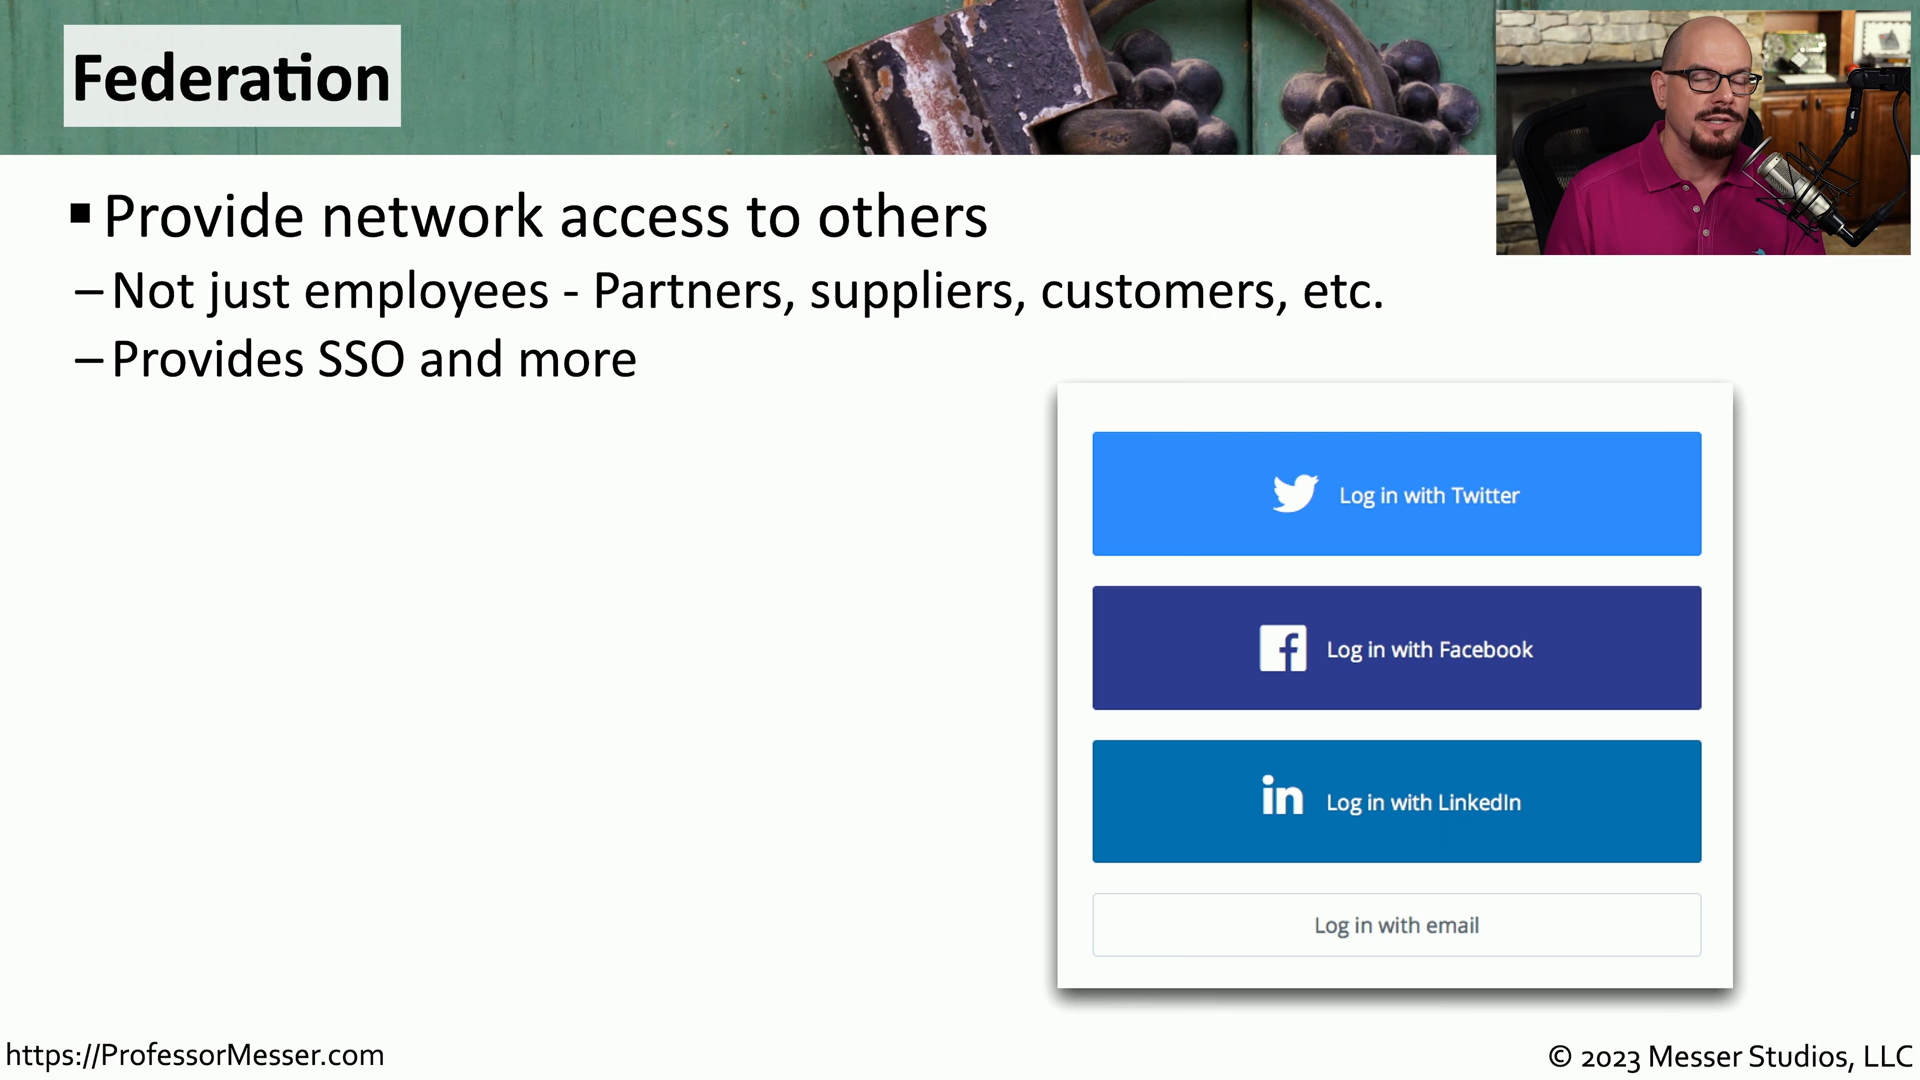 Federation
▪ Provide network access to others
– Not just employees - Partners, suppliers, customers, etc.
– Provides SSO and more
Log in with Twitter
Log in with Facebook
in Log in with LinkedIn
Log in with email
https://ProfessorMesser.com
© 2023 Messer Studios, LLC